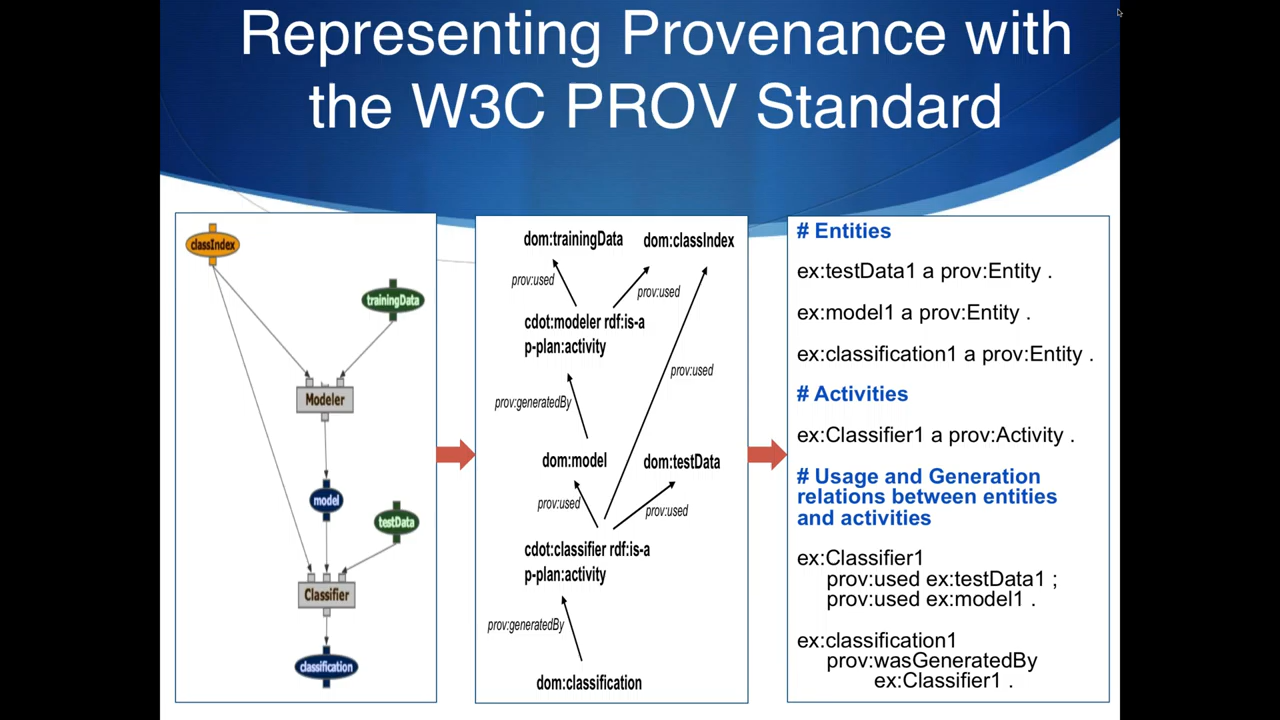 Representing Provenance with
the W3C PROV Standard
classIndex
trainingData
Modeler
model
testData
Classifier
classification
dom:trainingData dom:classIndex
prov:used
prov:used
cdot:modeler rdf:is-a
p-plan:activity
prov:used
prov:generatedBy
dom:model dom:testData
prov:used
prov:used
cdot:classifier rdf:is-a
p-plan:activity
prov:generatedBy
dom:classification
# Entities
ex:testData1 a prov:Entity .
ex:model1 a prov:Entity .
ex:classification1 a prov:Entity .
# Activities
ex:Classifier1 a prov:Activity .
# Usage and Generation
relations between entities
and activities
ex:Classifier1
prov:used ex:testData1 ;
prov:used ex:model1 .
ex:classification1
prov:wasGeneratedBy
ex:Classifier1 .